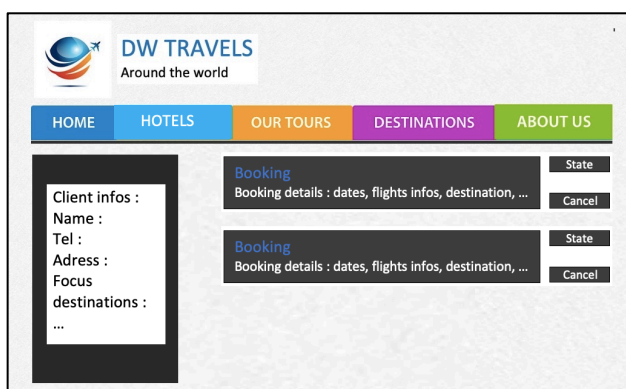 DW TRAVELS
Around the world
HOME HOTELS OUR TOURS DESTINATIONS ABOUT US
Client infos :
Name :
Tel :
Adress :
Focus
destinations :
...
Booking
Booking details : dates, flights infos, destination, ...
State
Cancel
Booking
Booking details : dates, flights infos, destination, ...
State
Cancel